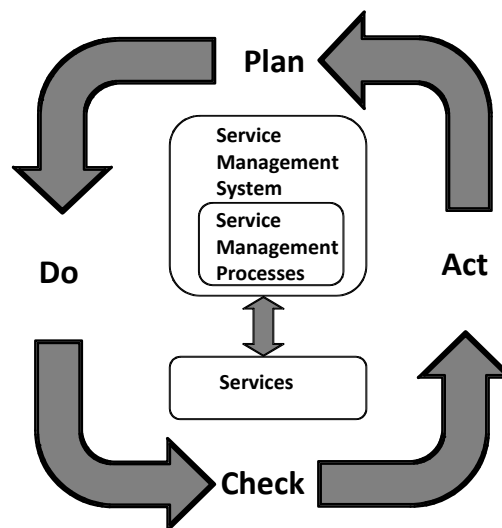 Plan
Service
Management
System
Service
Management
Processes
Do
Act
Services
Check